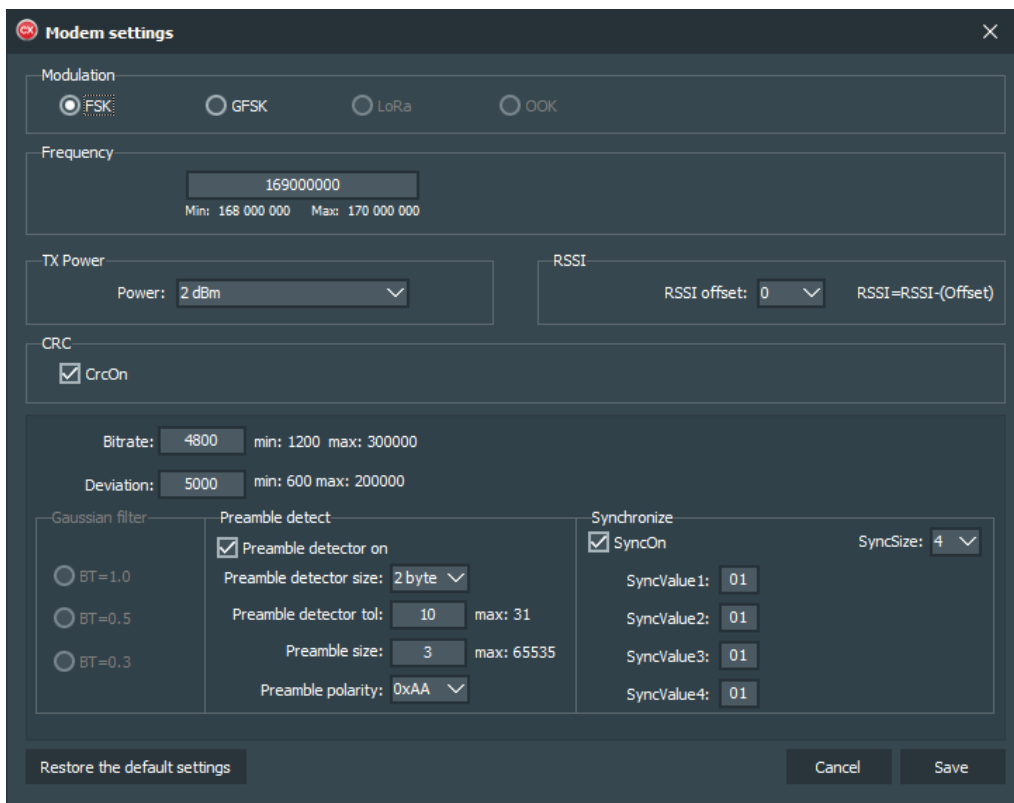 Modem settings
Modulation
FSK GFSK LoRa OOK
Frequency
169000000
Min: 168 000 000 Max: 170 000 000
TX Power
Power: 2 dBm
RSSI
RSSI offset: 0 RSSI=RSSI-(Offset)
CRC
CrcOn
Bitrate: 4800 min: 1200 max: 300000
Deviation: 5000 min: 600 max: 200000
Gaussian filter
BT=1.0
BT=0.5
BT=0.3
Preamble detect
Preamble detector on
Preamble detector size: 2 byte
Preamble detector tol: 10 max: 31
Preamble size: 3 max: 65535
Preamble polarity: 0xAA
Synchronize
SyncOn SyncSize: 4
SyncValue1: 01
SyncValue2: 01
SyncValue3: 01
SyncValue4: 01
Restore the default settings Cancel Save